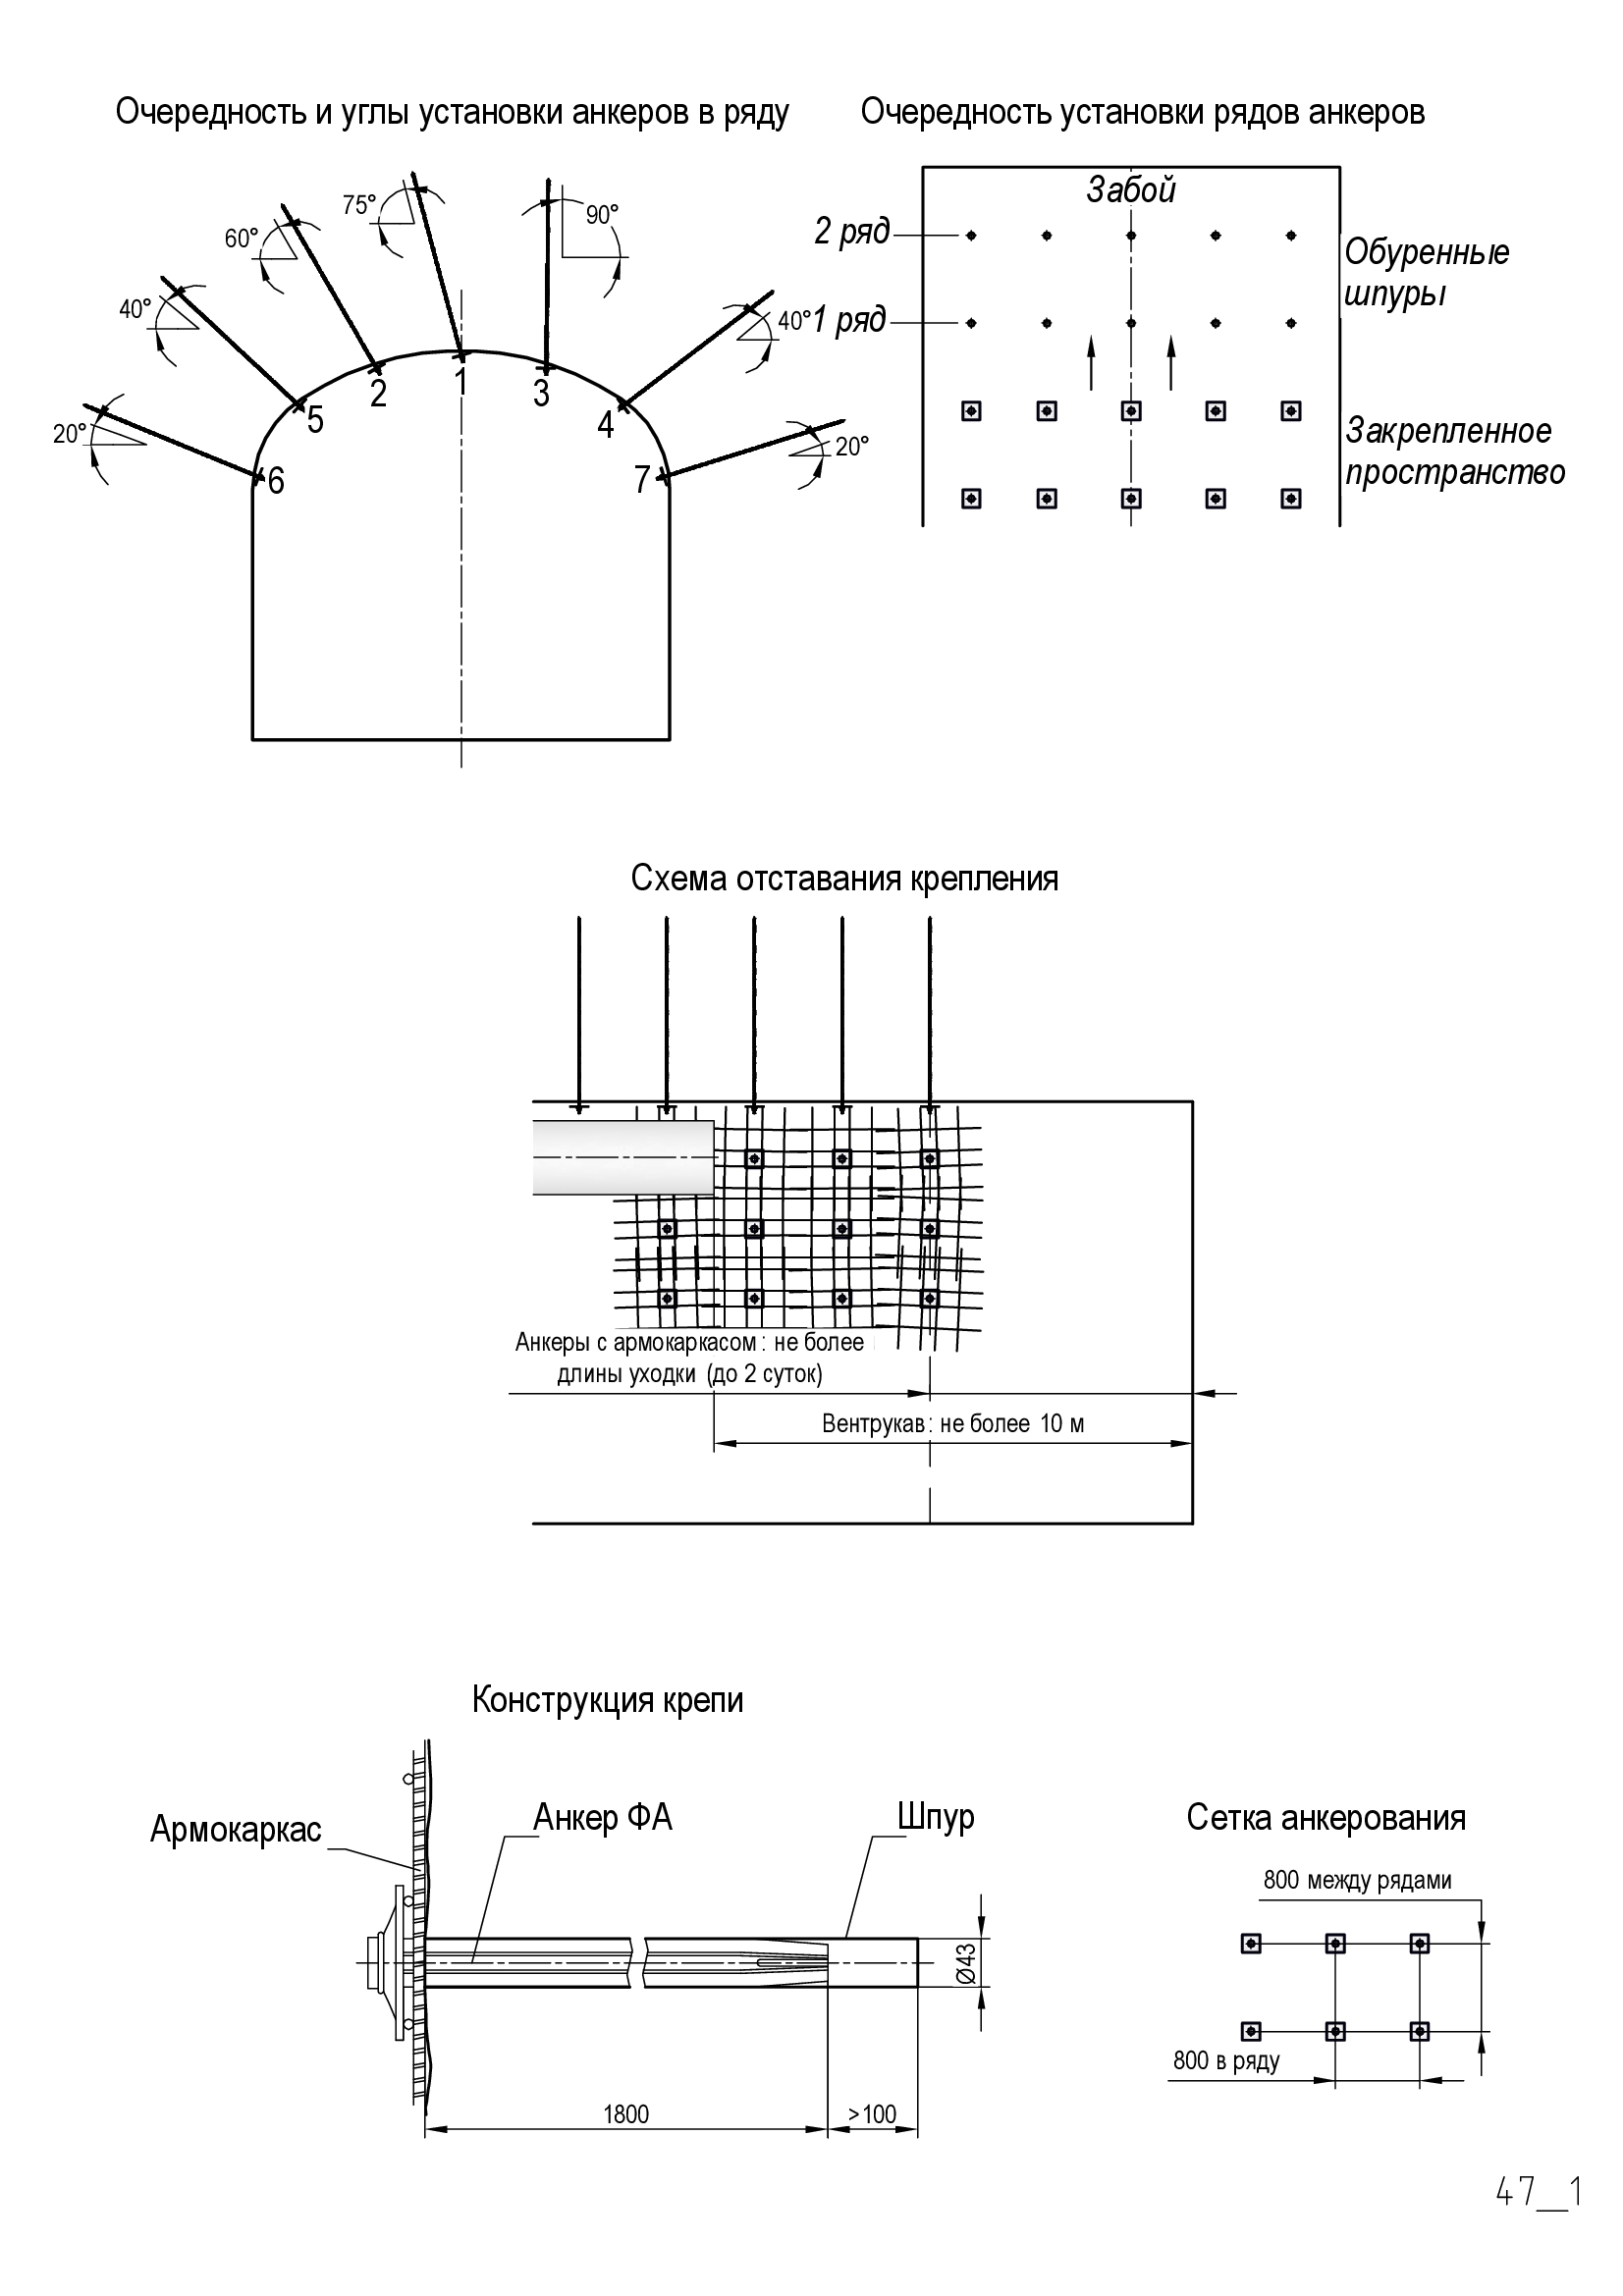 Очередность и углы установки анкеров в ряду
75°
90°
60°
40°
40°
20°
20°
1
2
3
5
4
6
7
Очередность установки рядов анкеров
Забой
2 ряд
1 ряд
Обуренные
шпуры
Закрепленное
пространство
Схема отставания крепления
Анкеры с армокаркасом: не более
длины уходки (до 2 суток)
Вентрукав: не более 10 м
Конструкция крепи
Армокаркас
Анкер ФА
Шпур
Ø43
1800
>100
Сетка анкерования
800 между рядами
800 в ряду
47_1